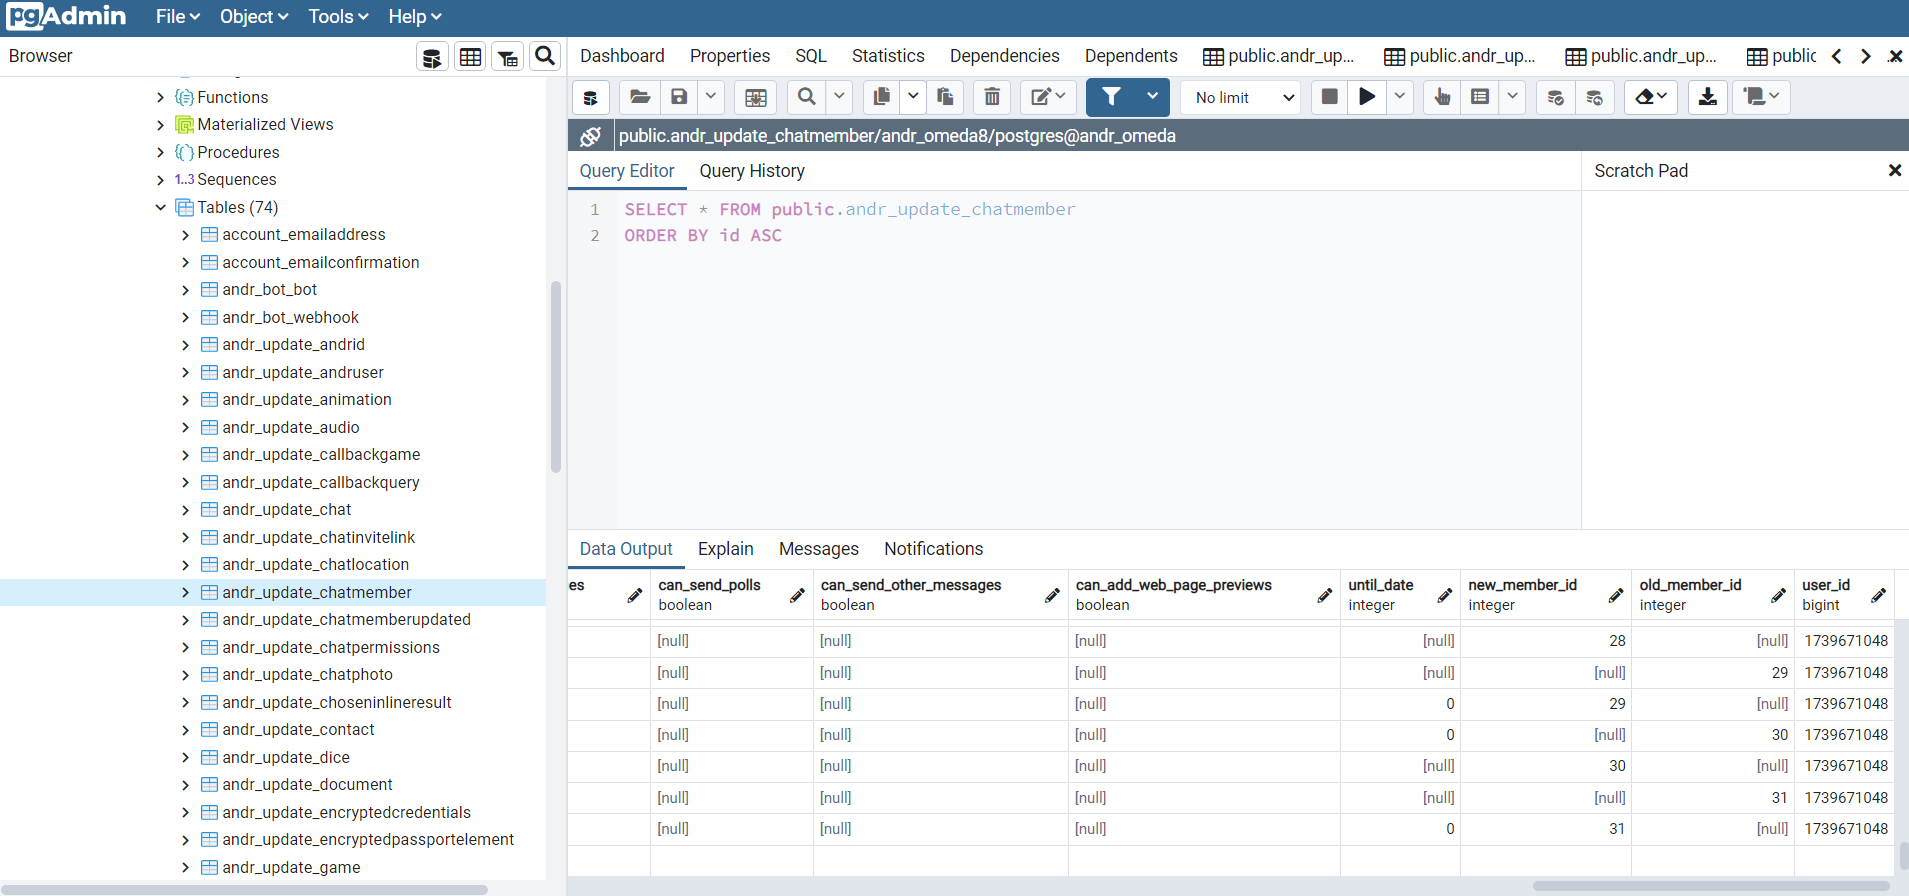 pgAdmin File Object Tools Help
Browser
Functions
Materialized Views
Procedures
1..3 Sequences
Tables (74)
account_emailaddress
account_emailconfirmation
andr_bot_bot
andr_bot_webhook
andr_update_andrid
andr_update_andruser
andr_update_animation
andr_update_audio
andr_update_callbackgame
andr_update_callbackquery
andr_update_chat
andr_update_chatinvitelink
andr_update_chatlocation
andr_update_chatmember
andr_update_chatmemberupdated
andr_update_chatpermissions
andr_update_chatphoto
andr_update_choseninlineresult
andr_update_contact
andr_update_dice
andr_update_document
andr_update_encryptedcredentials
andr_update_encryptedpassportelement
andr_update_game
Dashboard Properties SQL Statistics Dependencies Dependents public.andr_up... public.andr_up... public.andr_up... public
No limit
public.andr_update_chatmember/andr_omeda8/postgres@andr_omeda
Query Editor Query History
Scratch Pad
1 SELECT * FROM public.andr_update_chatmember
2 ORDER BY id ASC
Data Output Explain Messages Notifications
es can_send_polls can_send_other_messages can_add_web_page_previews until_date new_member_id old_member_id user_id
boolean boolean boolean integer integer integer bigint
[null] [null] [null] [null] 28 [null] 1739671048
[null] [null] [null] [null] [null] 29 1739671048
[null] [null] [null] 0 29 [null] 1739671048
[null] [null] [null] 0 [null] 30 1739671048
[null] [null] [null] [null] 30 [null] 1739671048
[null] [null] [null] [null] [null] 31 1739671048
[null] [null] [null] 0 31 [null] 1739671048